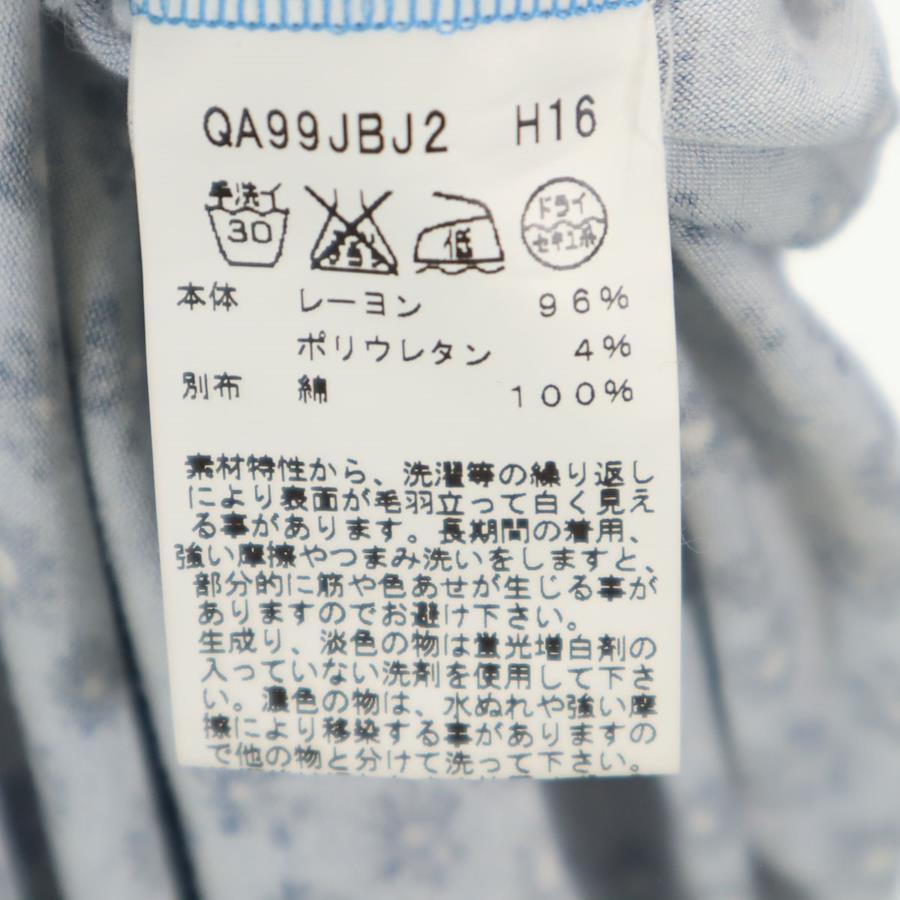 QA99JBJ2 H16
手洗イ 30 エンソサラシ 低 ドライ セキユ系
本体 レーヨン 96%
ポリウレタン 4%
別布 綿 100%
素材特性から、洗濯等の繰り返し
により表面が毛羽立って白く見え
る事があります。長期間の着用、
強い摩擦やつまみ洗いをしますと、
部分的に筋や色あせが生じる事が
ありますのでお避け下さい。
生成り、淡色の物は蛍光増白剤の
入っていない洗剤を使用して下さ
い。濃色の物は、水ぬれや強い摩
擦により移染する事がありますの
で他の物と分けて洗って下さい。